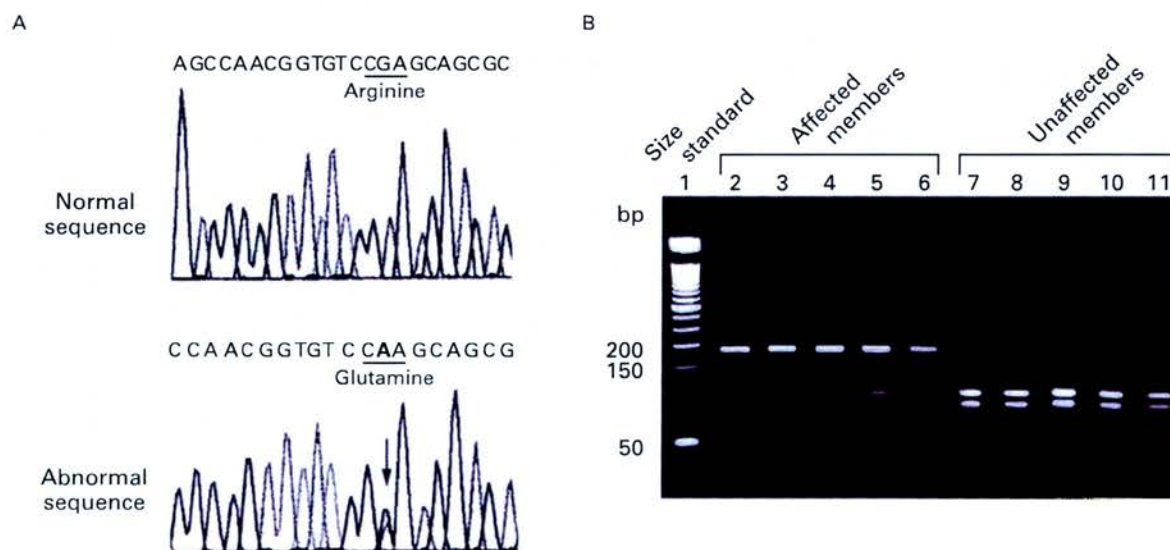 A
AGCCAACGGTGTCCGAGCAGCGC
Arginine
Normal
sequence
CCAACGGTGTCCAAGCAGCG
Glutamine
Abnormal
sequence
B
Size
standard
Affected
members
Unaffected
members
1 2 3 4 5 6 7 8 9 10 11
bp
200
150
50